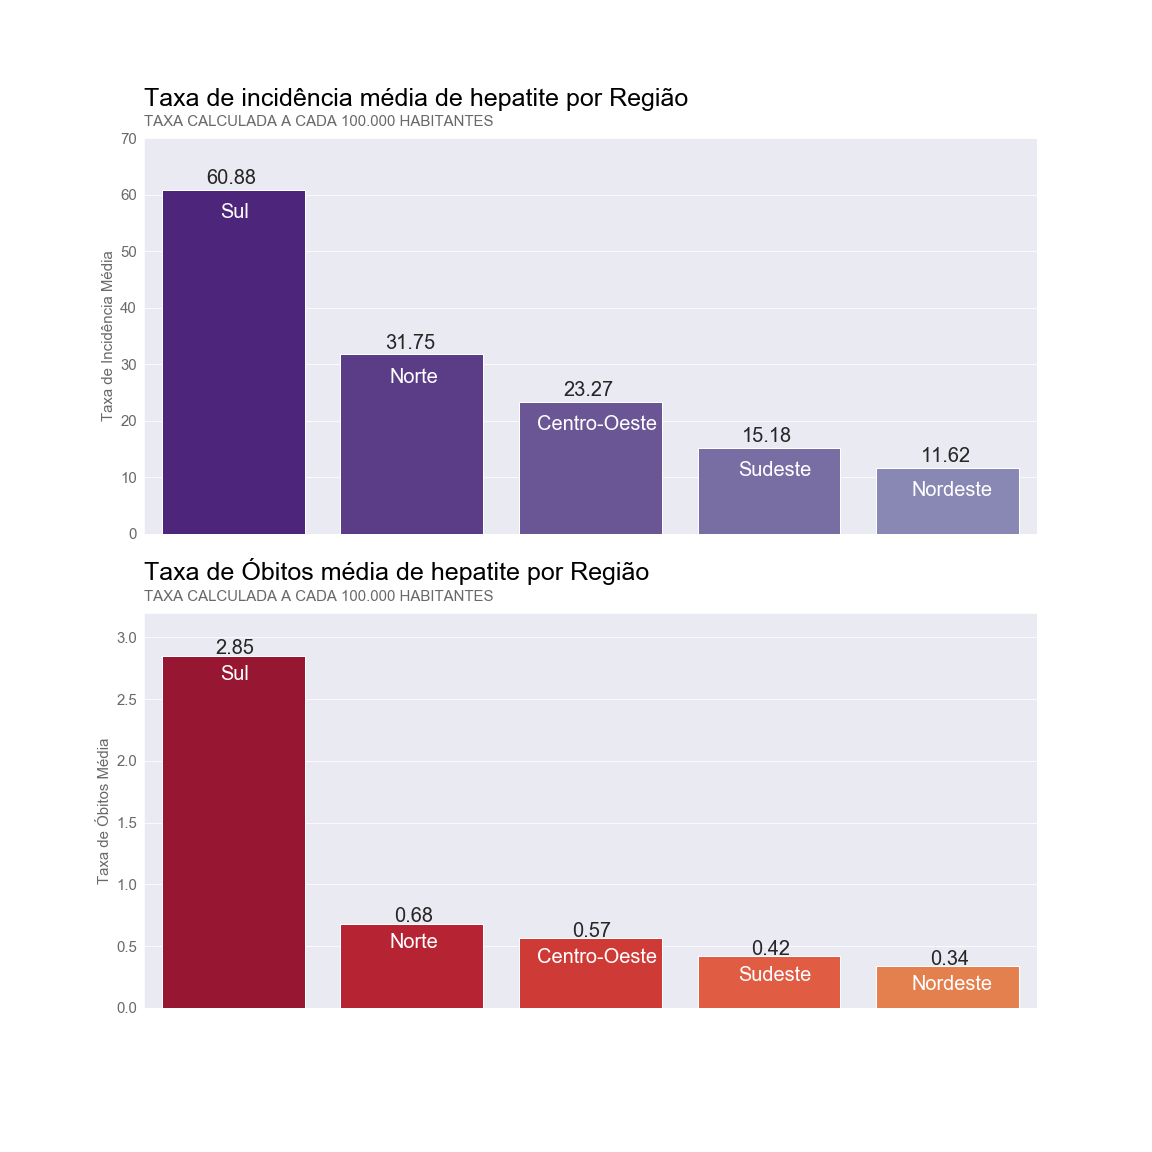 Taxa de incidência média de hepatite por Região
TAXA CALCULADA A CADA 100.000 HABITANTES
Taxa de Incidência Média
70
60
50
40
30
20
10
0
60.88
Sul
31.75
Norte
23.27
Centro-Oeste
15.18
Sudeste
11.62
Nordeste
Taxa de Óbitos média de hepatite por Região
TAXA CALCULADA A CADA 100.000 HABITANTES
Taxa de Óbitos Média
3.0
2.5
2.0
1.5
1.0
0.5
0.0
2.85
Sul
0.68
Norte
0.57
Centro-Oeste
0.42
Sudeste
0.34
Nordeste